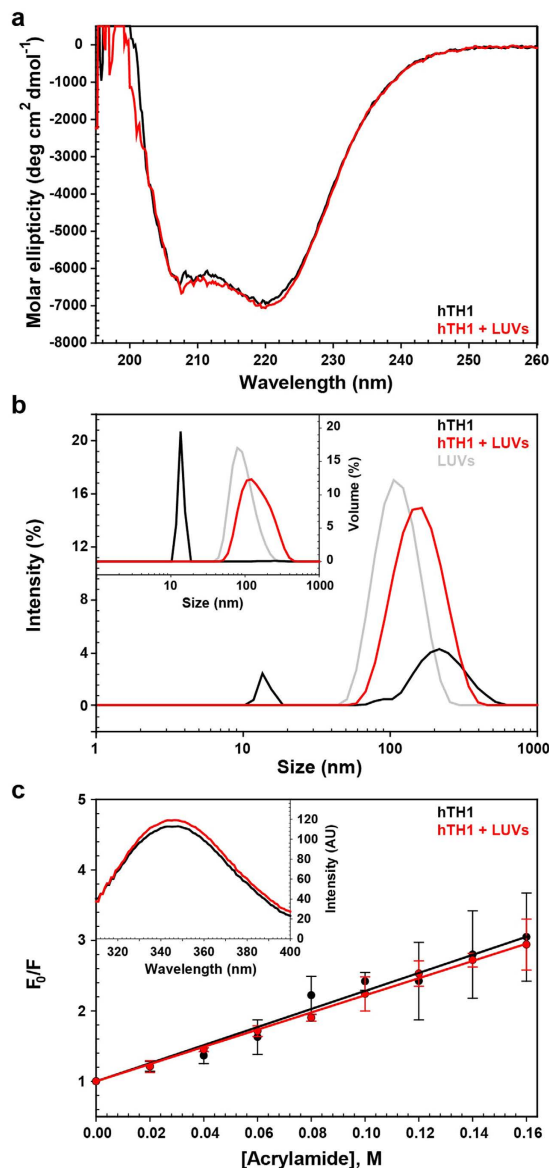 a
Molar ellipticity (deg cm² dmol⁻¹)
0
-1000
-2000
-3000
-4000
-5000
-6000
-7000
-8000
200 210 220 230 240 250 260
Wavelength (nm)
hTH1
hTH1 + LUVs
b
Intensity (%)
20
16
12
8
4
0
1 10 100 1000
Size (nm)
hTH1
hTH1 + LUVs
LUVs
Volume (%)
20
15
10
5
0
10 100 1000
Size (nm)
c
F₀/F
5
4
3
2
1
0.00 0.02 0.04 0.06 0.08 0.10 0.12 0.14 0.16
[Acrylamide], M
hTH1
hTH1 + LUVs
Intensity (AU)
120
100
80
60
40
20
0
320 340 360 380 400
Wavelength (nm)